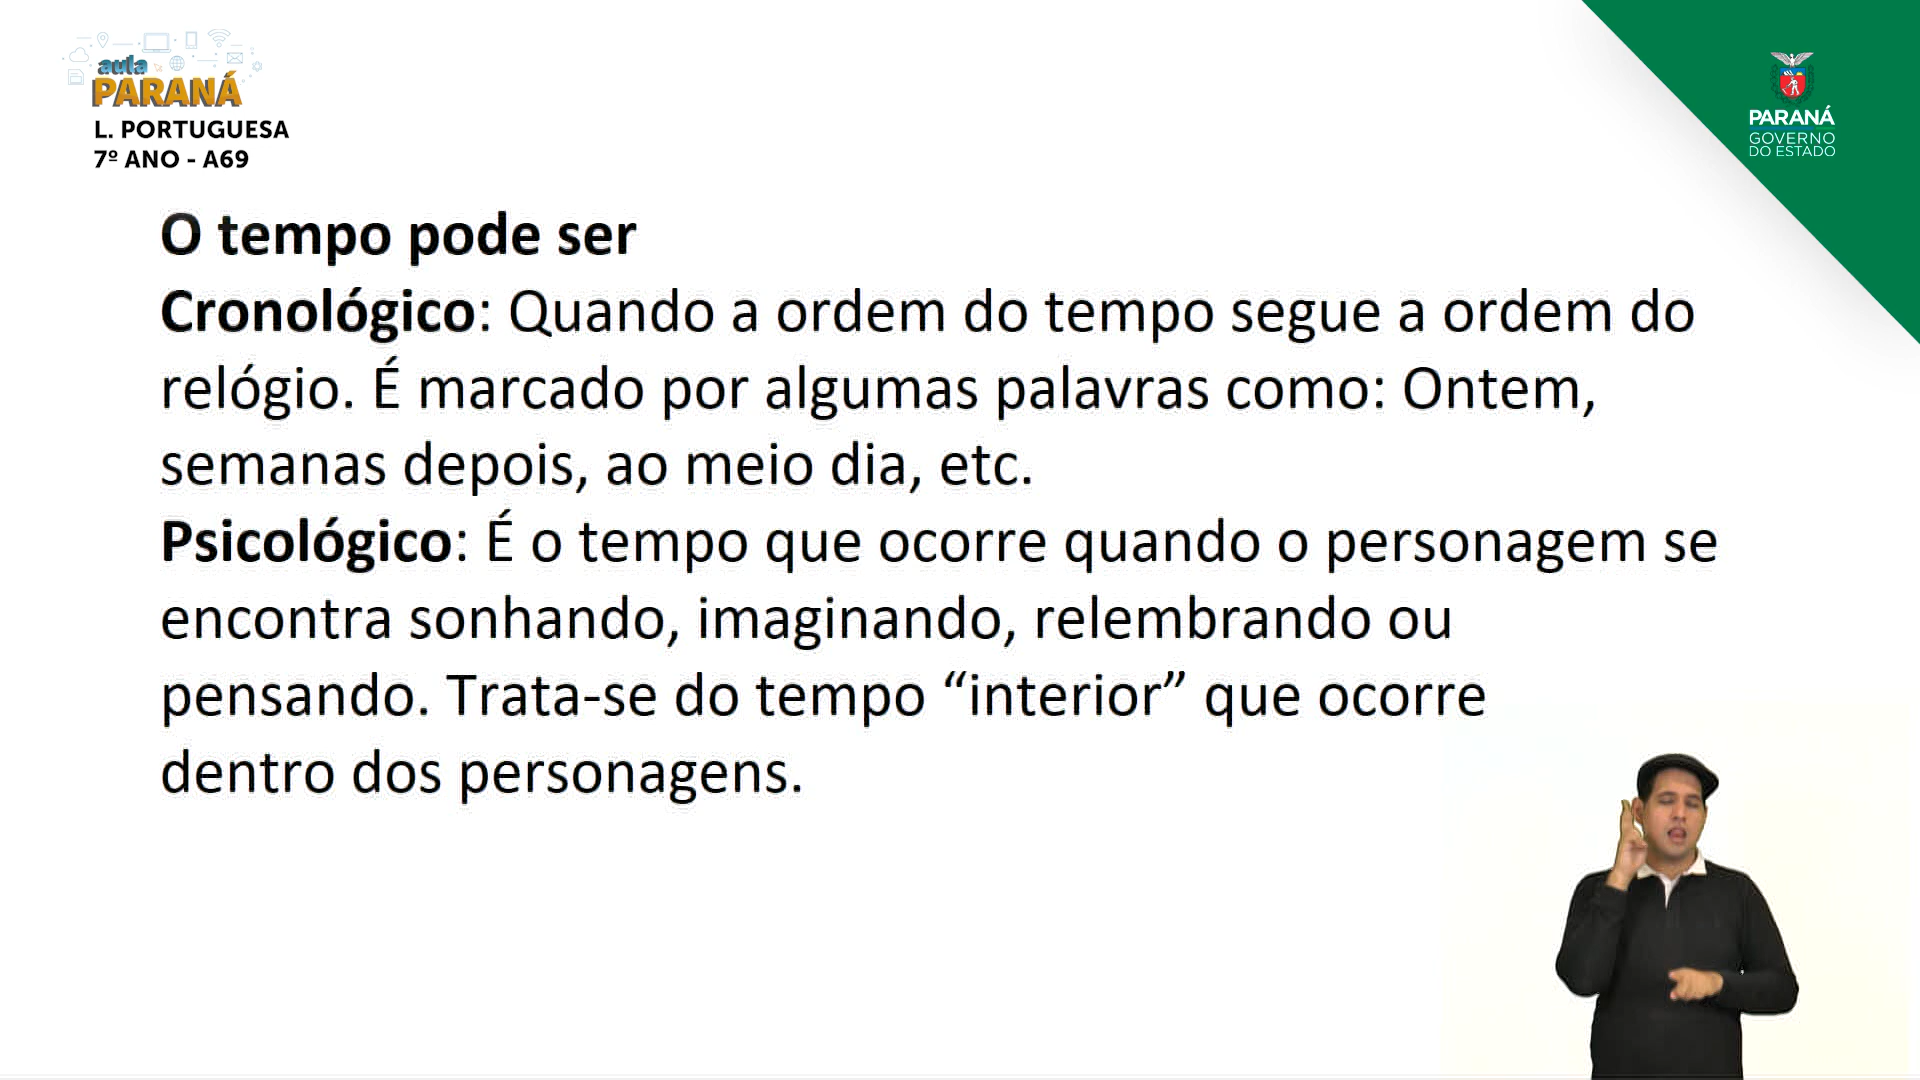 aula
PARANÁ
L. PORTUGUESA
7º ANO - A69
PARANÁ
GOVERNO
DO ESTADO
O tempo pode ser
Cronológico: Quando a ordem do tempo segue a ordem do
relógio. É marcado por algumas palavras como: Ontem,
semanas depois, ao meio dia, etc.
Psicológico: É o tempo que ocorre quando o personagem se
encontra sonhando, imaginando, relembrando ou
pensando. Trata-se do tempo “interior” que ocorre
dentro dos personagens.